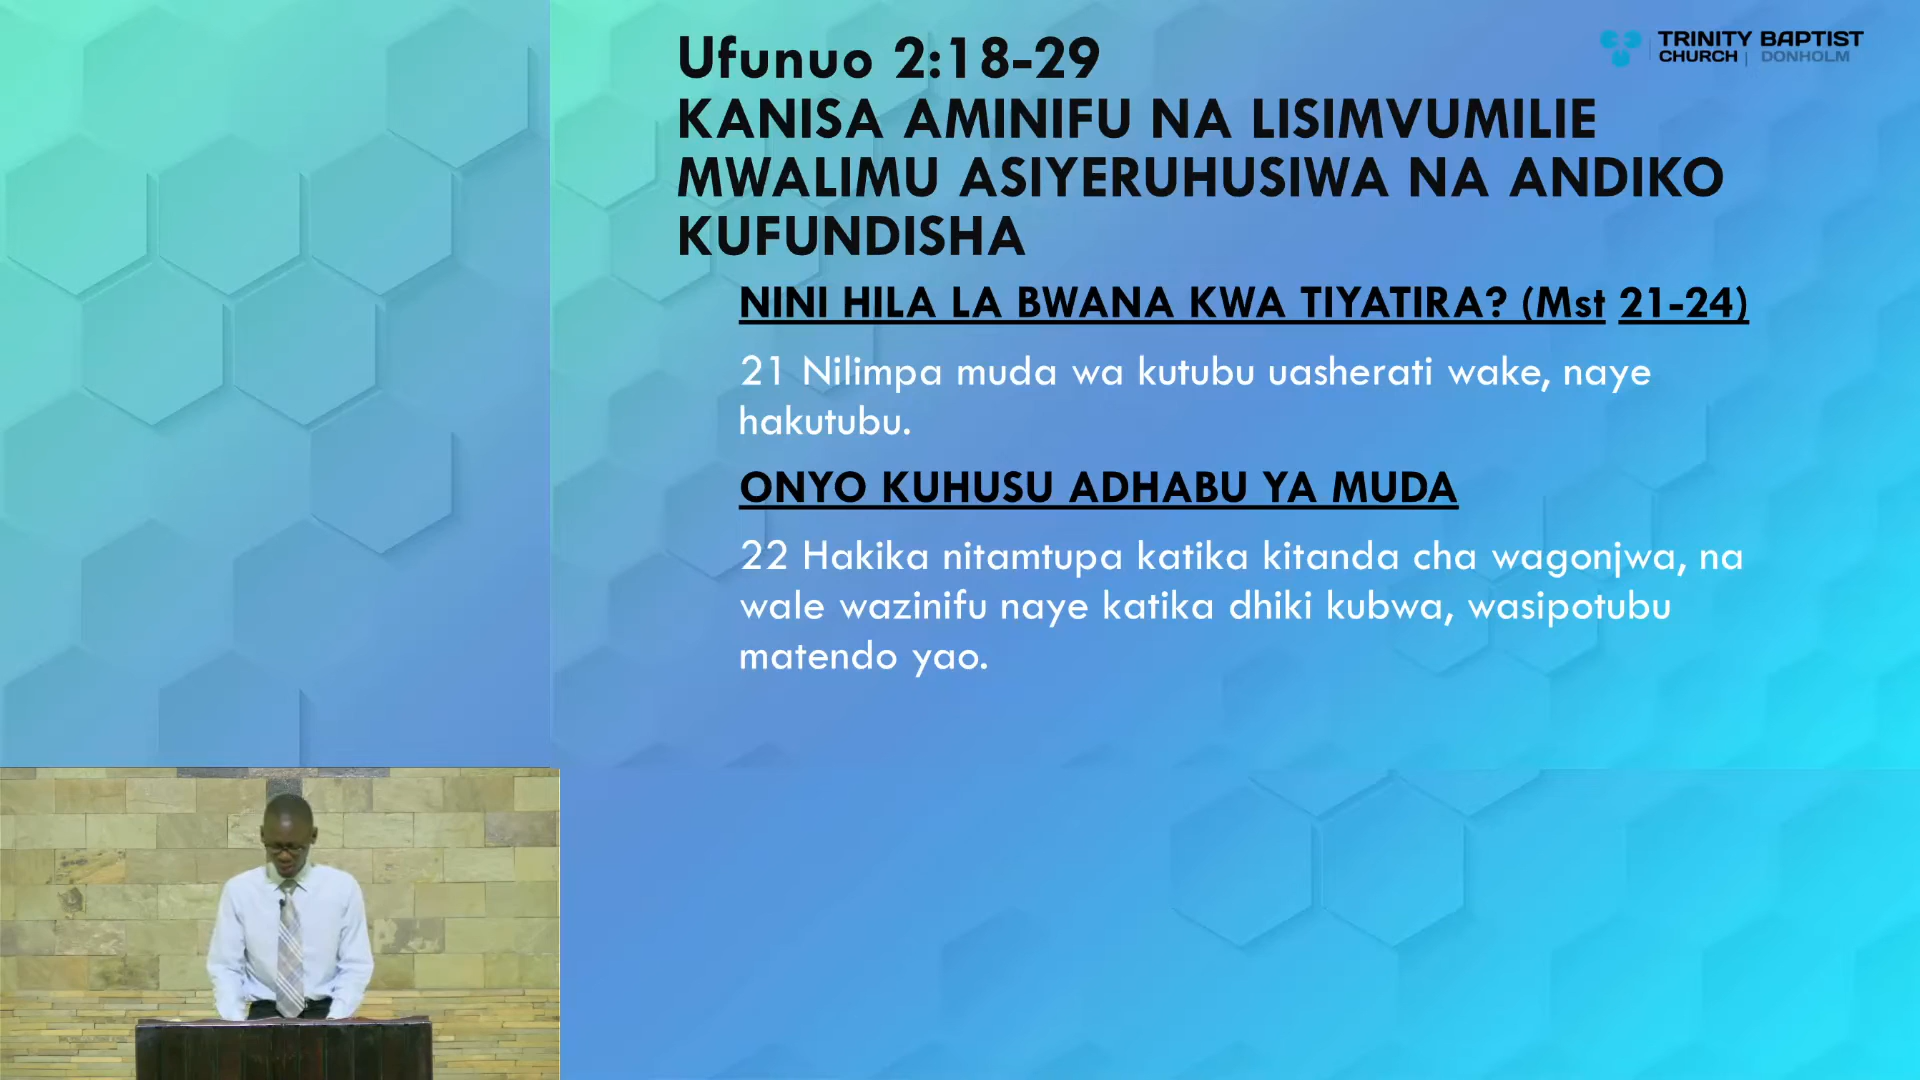 Ufunuo 2:18-29
TRINITY BAPTIST
CHURCH | DONHOLM
KANISA AMINIFU NA LISIMVUMILIE
MWALIMU ASIYERUHUSIWA NA ANDIKO
KUFUNDISHA
NINI HILA LA BWANA KWA TIYATIRA? (Mst 21-24)
21 Nilimpa muda wa kutubu uasherati wake, naye
hakutubu.
ONYO KUHUSU ADHABU YA MUDA
22 Hakika nitamtupa katika kitanda cha wagonjwa, na
wale wazinifu naye katika dhiki kubwa, wasipotubu
matendo yao.